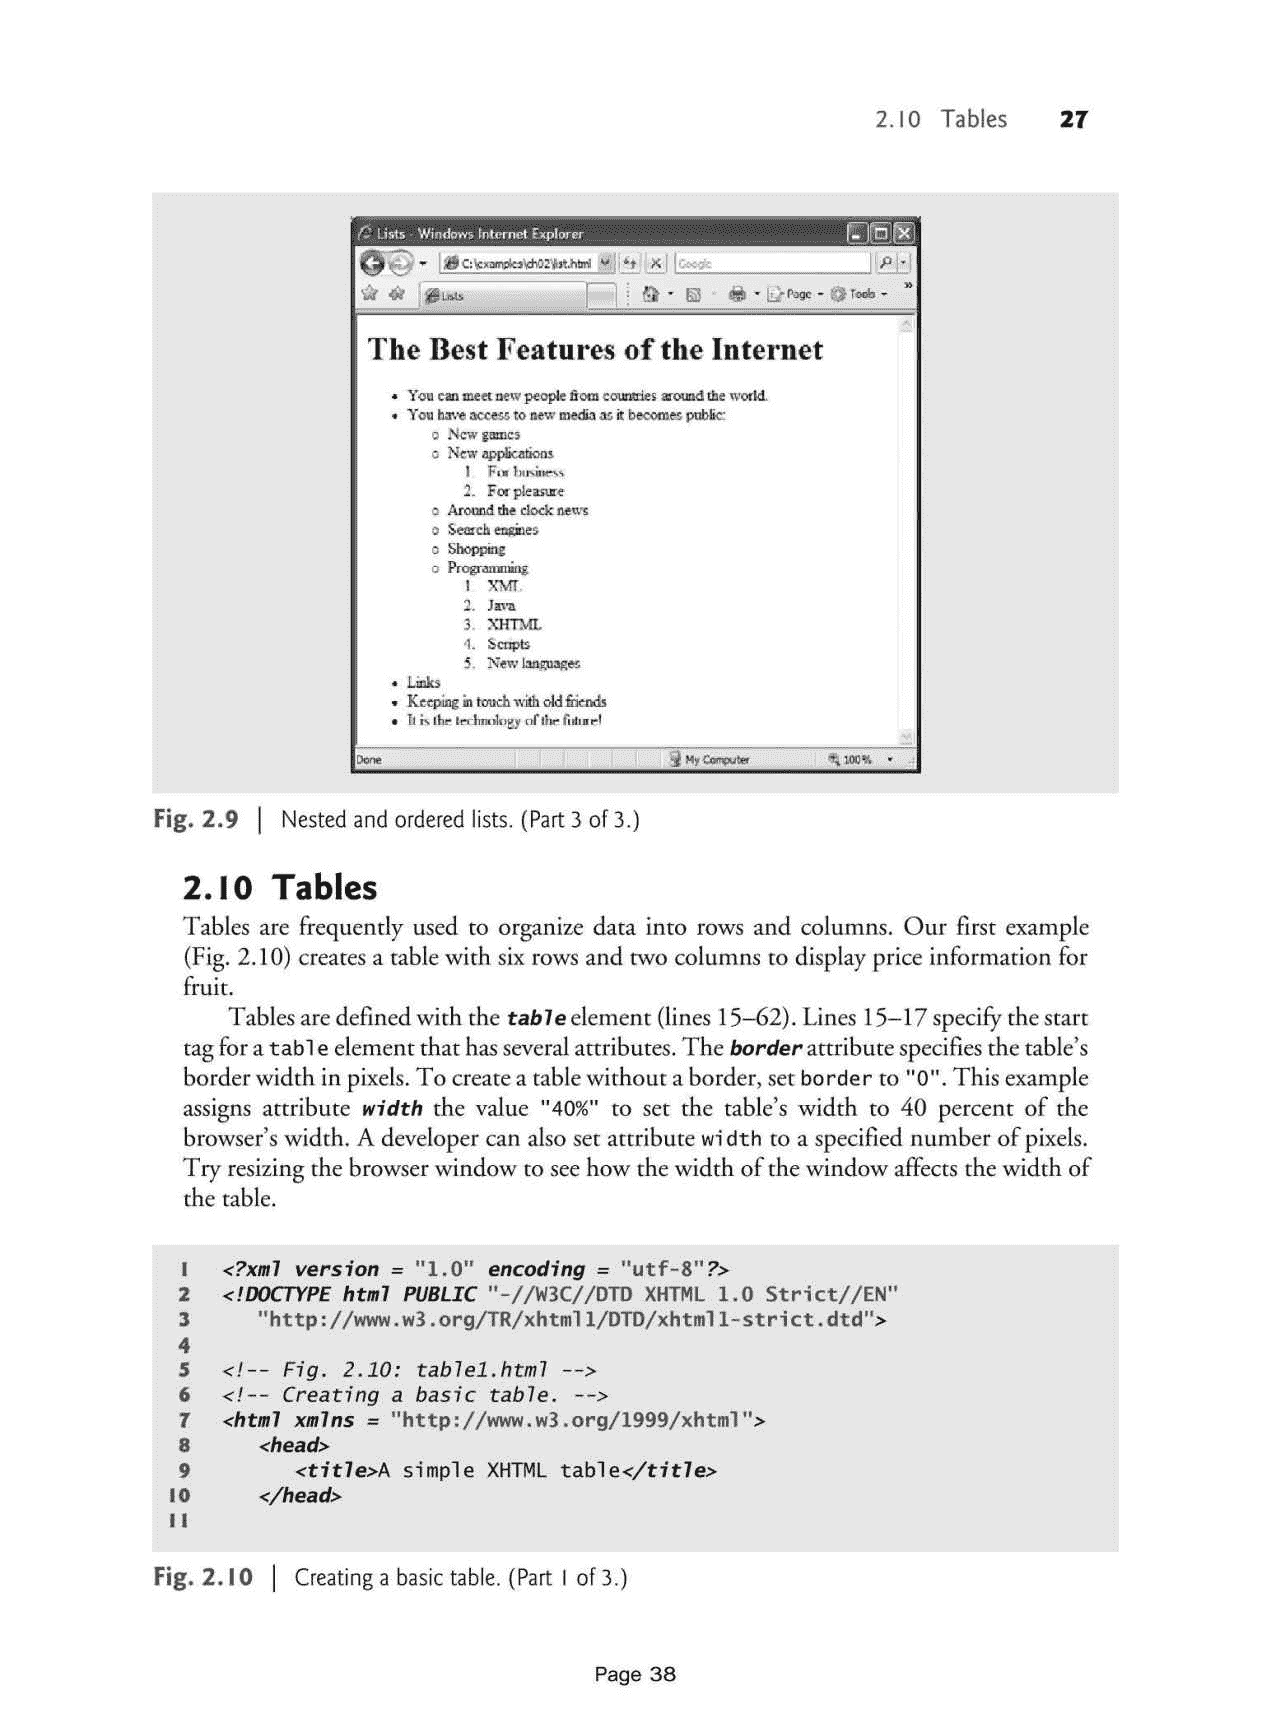 2.10 Tables 27
Lists - Windows Internet Explorer
C:\examples\ch02\list.html Google
Lists Page Tools »
The Best Features of the Internet
• You can meet new people from countries around the world.
• You have access to new media as it becomes public:
o New games
o New applications
1. For business
2. For pleasure
o Around the clock news
o Search engines
o Shopping
o Programming
1. XML
2. Java
3. XHTML
4. Scripts
5. New languages
• Links
• Keeping in touch with old friends
• It is the technology of the future!
Done My Computer 100%
Fig. 2.9 | Nested and ordered lists. (Part 3 of 3.)
2.10 Tables
Tables are frequently used to organize data into rows and columns. Our first example
(Fig. 2.10) creates a table with six rows and two columns to display price information for
fruit.
Tables are defined with the table element (lines 15–62). Lines 15–17 specify the start
tag for a table element that has several attributes. The border attribute specifies the table’s
border width in pixels. To create a table without a border, set border to "0". This example
assigns attribute width the value "40%" to set the table’s width to 40 percent of the
browser’s width. A developer can also set attribute width to a specified number of pixels.
Try resizing the browser window to see how the width of the window affects the width of
the table.
1 <?xml version = "1.0" encoding = "utf-8"?>
2 <!DOCTYPE html PUBLIC "-//W3C//DTD XHTML 1.0 Strict//EN"
3 "http://www.w3.org/TR/xhtml1/DTD/xhtml1-strict.dtd">
4
5 <!-- Fig. 2.10: table1.html -->
6 <!-- Creating a basic table. -->
7 <html xmlns = "http://www.w3.org/1999/xhtml">
8 <head>
9 <title>A simple XHTML table</title>
10 </head>
11
Fig. 2.10 | Creating a basic table. (Part 1 of 3.)
Page 38